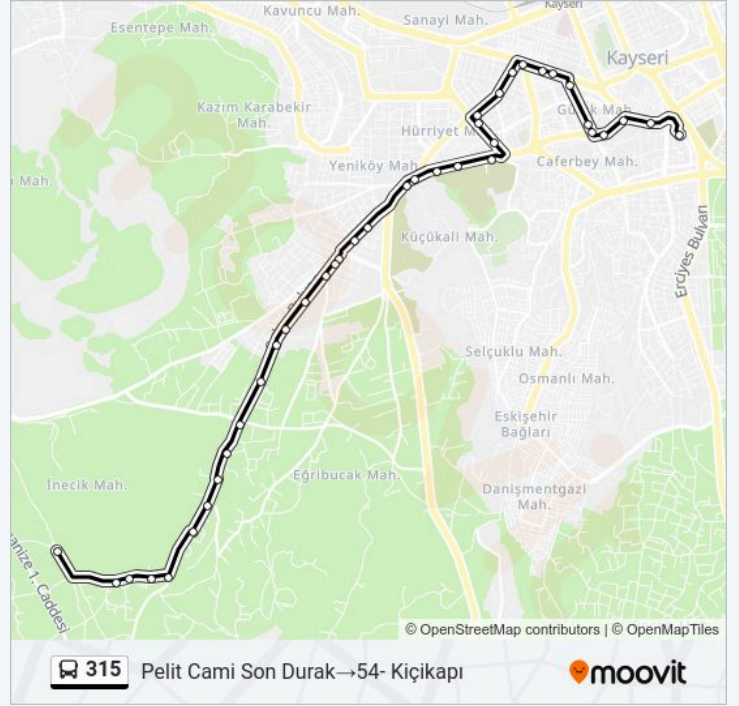 Kavuncu Mah.
Kayseri
Sanayi Mah.
Esentepe Mah.
Kayseri
Kazım Karabekir
Mah.
Hürriyet M
Caferbey Mah.
Yeniköy Mah.
Mah.
Küçükali Mah.
Erciyes Bulvarı
Selçuklu Mah.
Osmanlı Mah.
Eskişehir
Bağları
İnecik Mah.
Eğribucak Mah.
Danişmentgazi
Mah.
anize 1. Caddesi
© OpenStreetMap contributors | © OpenMapTiles
315 Pelit Cami Son Durak→54- Kiçikapı
moovit